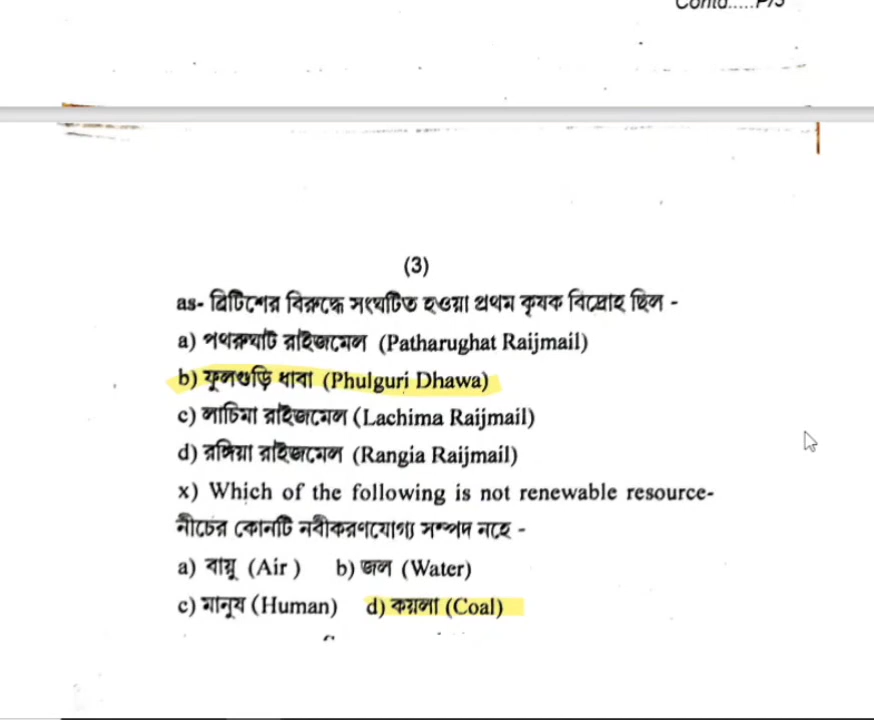 Contd.....P/3
(3)
as- ব্রিটিশের বিরুদ্ধে সংঘটিত হওয়া প্রথম কৃষক বিদ্রোহ ছিল -
a) পথরুঘাট রাইজমেল (Patharughat Raijmail)
b) ফুলগুড়ি ধাবা (Phulguri Dhawa)
c) লাচিমা রাইজমেল (Lachima Raijmail)
d) রঙ্গিয়া রাইজমেল (Rangia Raijmail)
x) Which of the following is not renewable resource-
নীচের কোনটি নবীকরণযোগ্য সম্পদ নহে -
a) বায়ু (Air ) b) জল (Water)
c) মানুষ (Human) d) কয়লা (Coal)